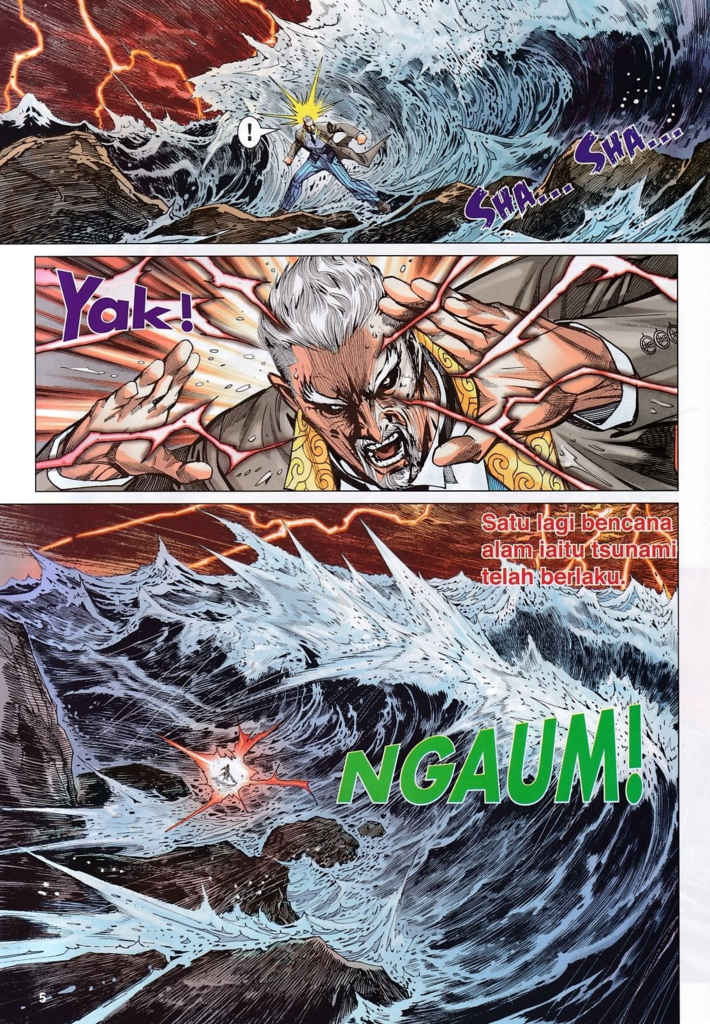 !
SHA...
SHA...
Yak!
Satu lagi bencana
alam iaitu tsunami
telah berlaku.
NGAUM!
5